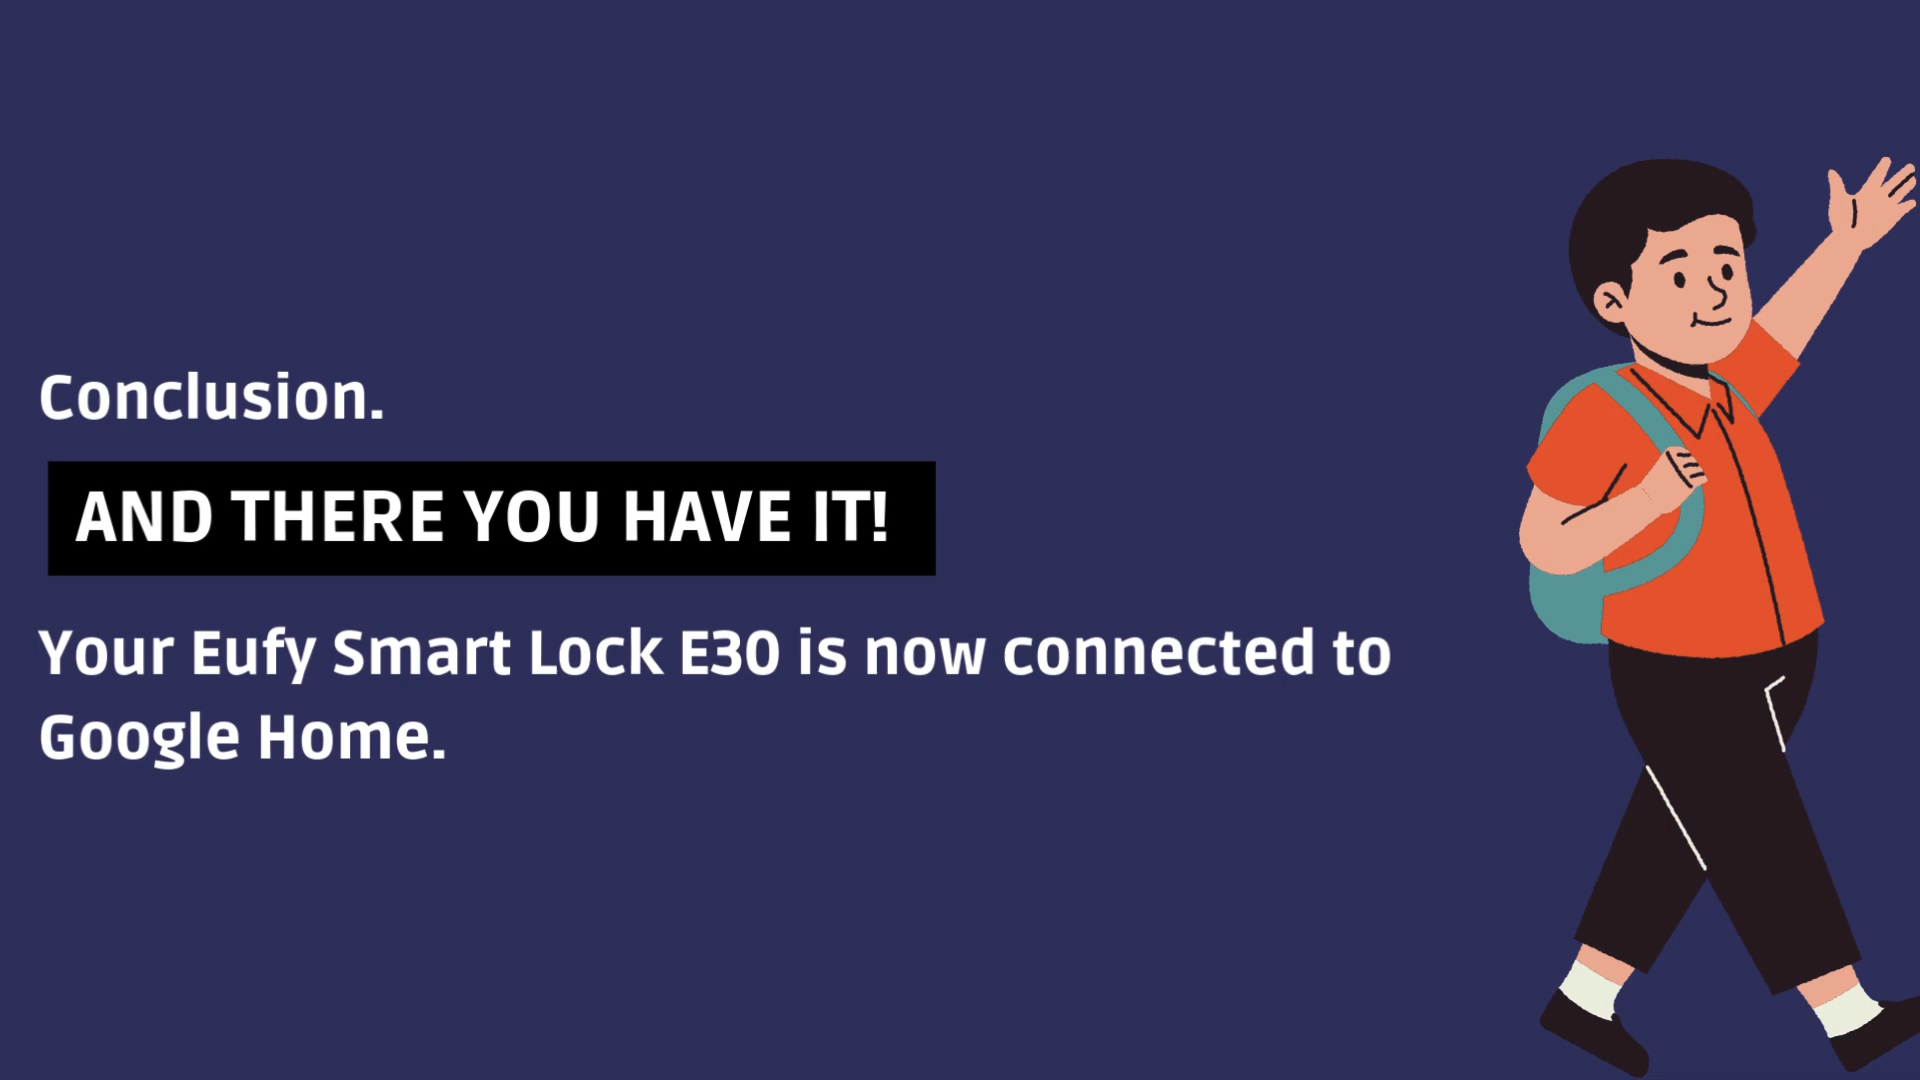 Conclusion.
AND THERE YOU HAVE IT!
Your Eufy Smart Lock E30 is now connected to
Google Home.